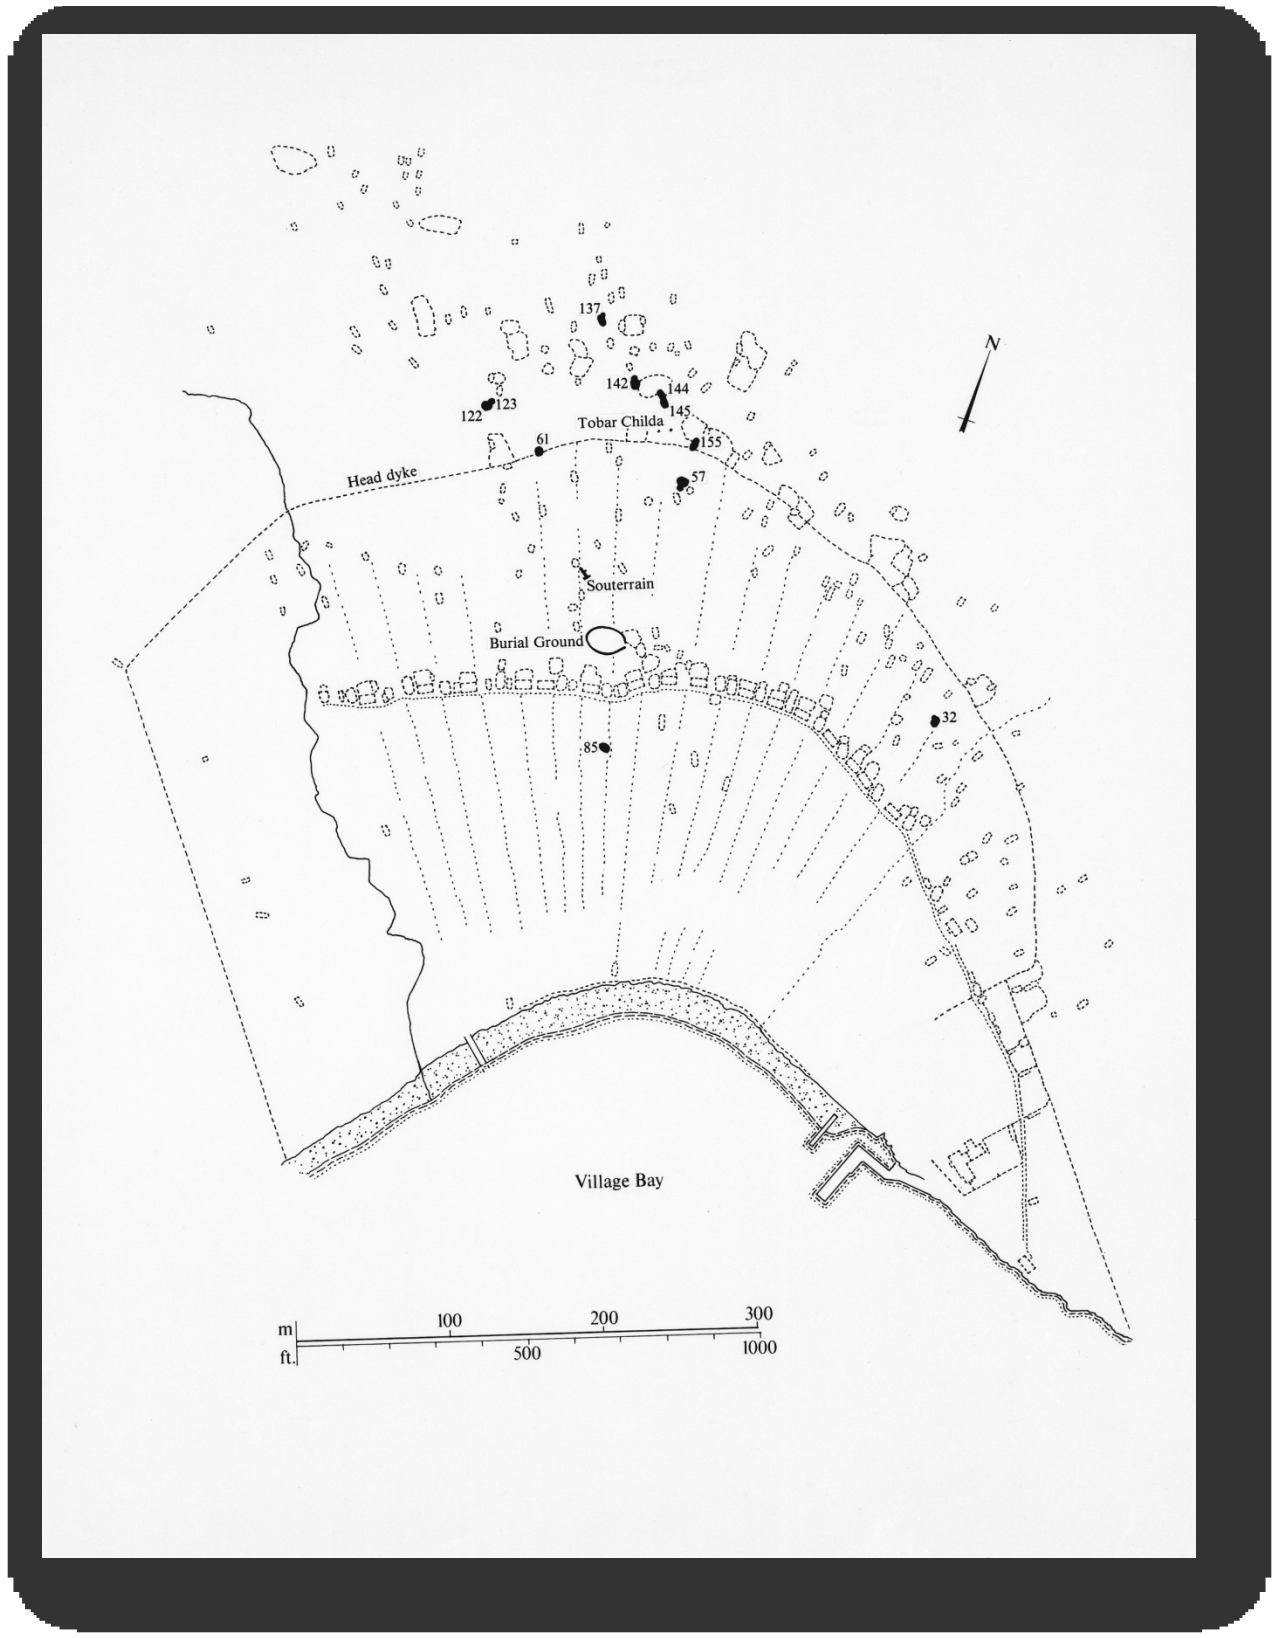 N
137
142
144
123
145
122
Tobar Childa
61
155
Head dyke
57
Souterrain
Burial Ground
32
85
Village Bay
m 100 200 300
ft. 500 1000